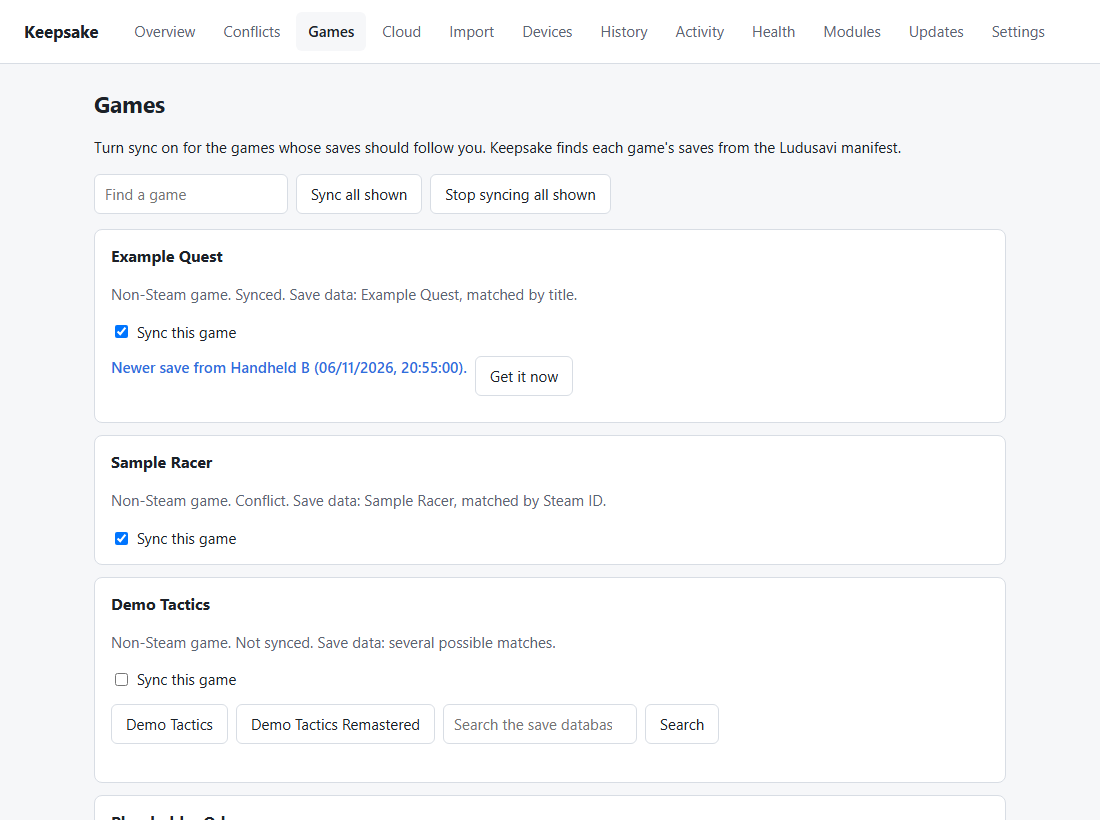 Keepsake Overview Conflicts Games Cloud Import Devices History Activity Health Modules Updates Settings
Games
Turn sync on for the games whose saves should follow you. Keepsake finds each game's saves from the Ludusavi manifest.
Find a game Sync all shown Stop syncing all shown
Example Quest
Non-Steam game. Synced. Save data: Example Quest, matched by title.
Sync this game
Newer save from Handheld B (06/11/2026, 20:55:00). Get it now
Sample Racer
Non-Steam game. Conflict. Save data: Sample Racer, matched by Steam ID.
Sync this game
Demo Tactics
Non-Steam game. Not synced. Save data: several possible matches.
Sync this game
Demo Tactics Demo Tactics Remastered Search the save databas Search